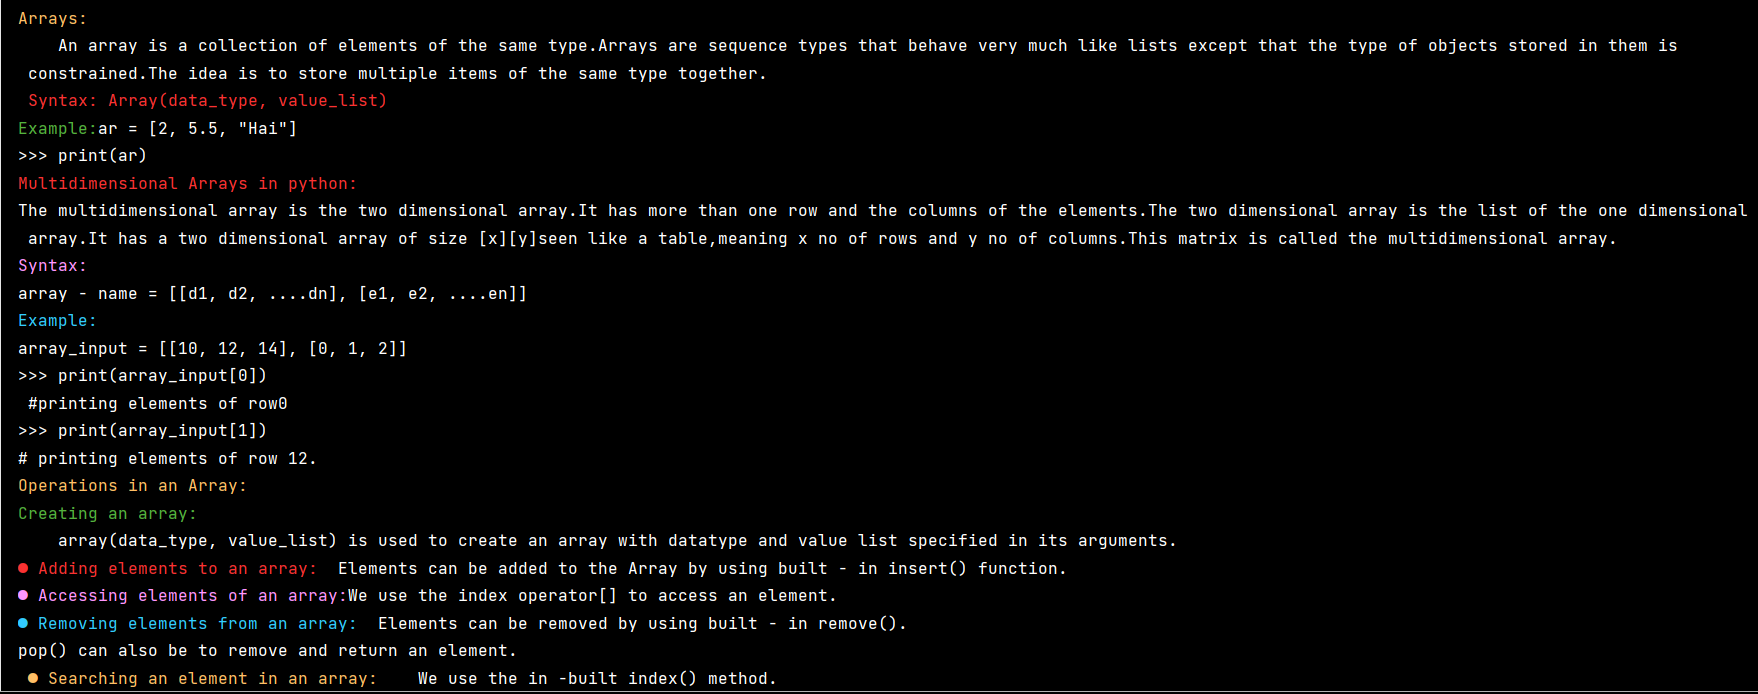 Arrays:
An array is a collection of elements of the same type.Arrays are sequence types that behave very much like lists except that the type of objects stored in them is
constrained.The idea is to store multiple items of the same type together.
Syntax: Array(data_type, value_list)
Example:ar = [2, 5.5, "Hai"]
>>> print(ar)
Multidimensional Arrays in python:
The multidimensional array is the two dimensional array.It has more than one row and the columns of the elements.The two dimensional array is the list of the one dimensional
array.It has a two dimensional array of size [x][y]seen like a table,meaning x no of rows and y no of columns.This matrix is called the multidimensional array.
Syntax:
array - name = [[d1, d2, ....dn], [e1, e2, ....en]]
Example:
array_input = [[10, 12, 14], [0, 1, 2]]
>>> print(array_input[0])
#printing elements of row0
>>> print(array_input[1])
# printing elements of row 12.
Operations in an Array:
Creating an array:
array(data_type, value_list) is used to create an array with datatype and value list specified in its arguments.
● Adding elements to an array:  Elements can be added to the Array by using built - in insert() function.
● Accessing elements of an array:We use the index operator[] to access an element.
● Removing elements from an array:  Elements can be removed by using built - in remove().
pop() can also be to remove and return an element.
● Searching an element in an array:    We use the in -built index() method.